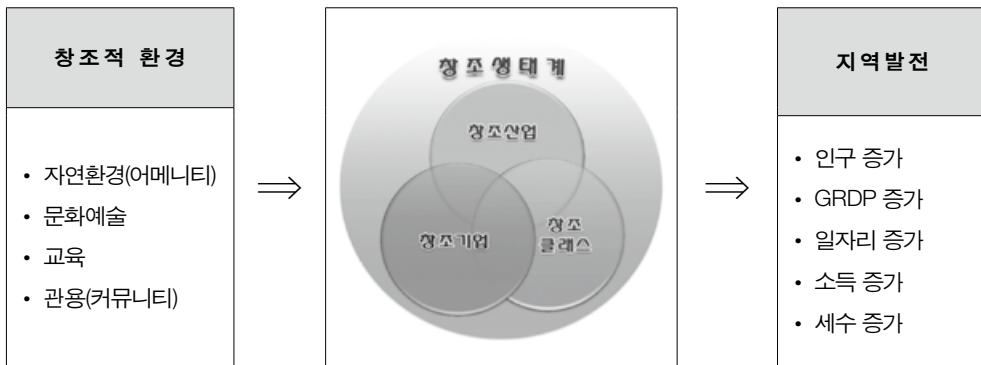 창조적 환경
• 자연환경(어메니티)
• 문화예술
• 교육
• 관용(커뮤니티)
창조생태계
창조산업
창조기업
창조
클래스
지역발전
• 인구 증가
• GRDP 증가
• 일자리 증가
• 소득 증가
• 세수 증가